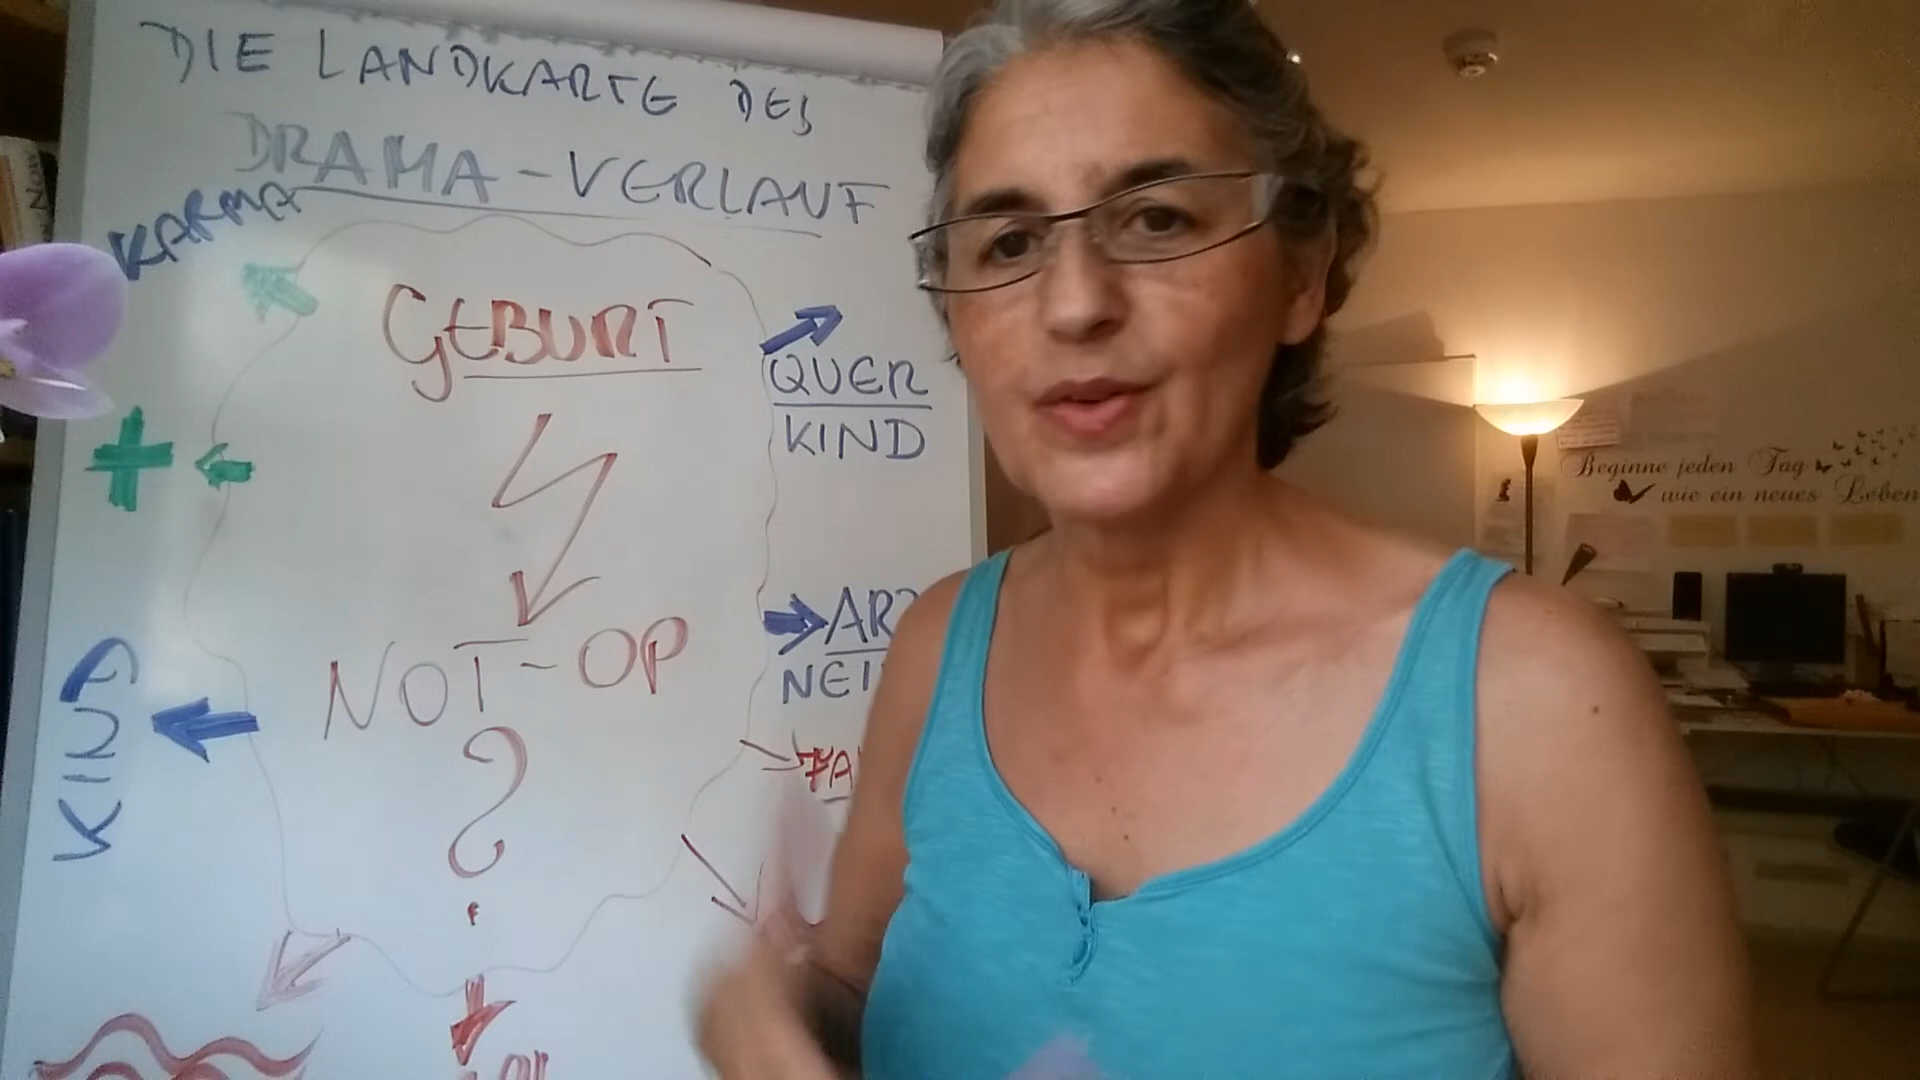 DIE LANDKARTE DES
DRAMA-VERLAUF
KARMA
GEBURT
QUER
KIND
+
NOT-OP
?
KIND
Beginne jeden Tag
wie ein neues Leben